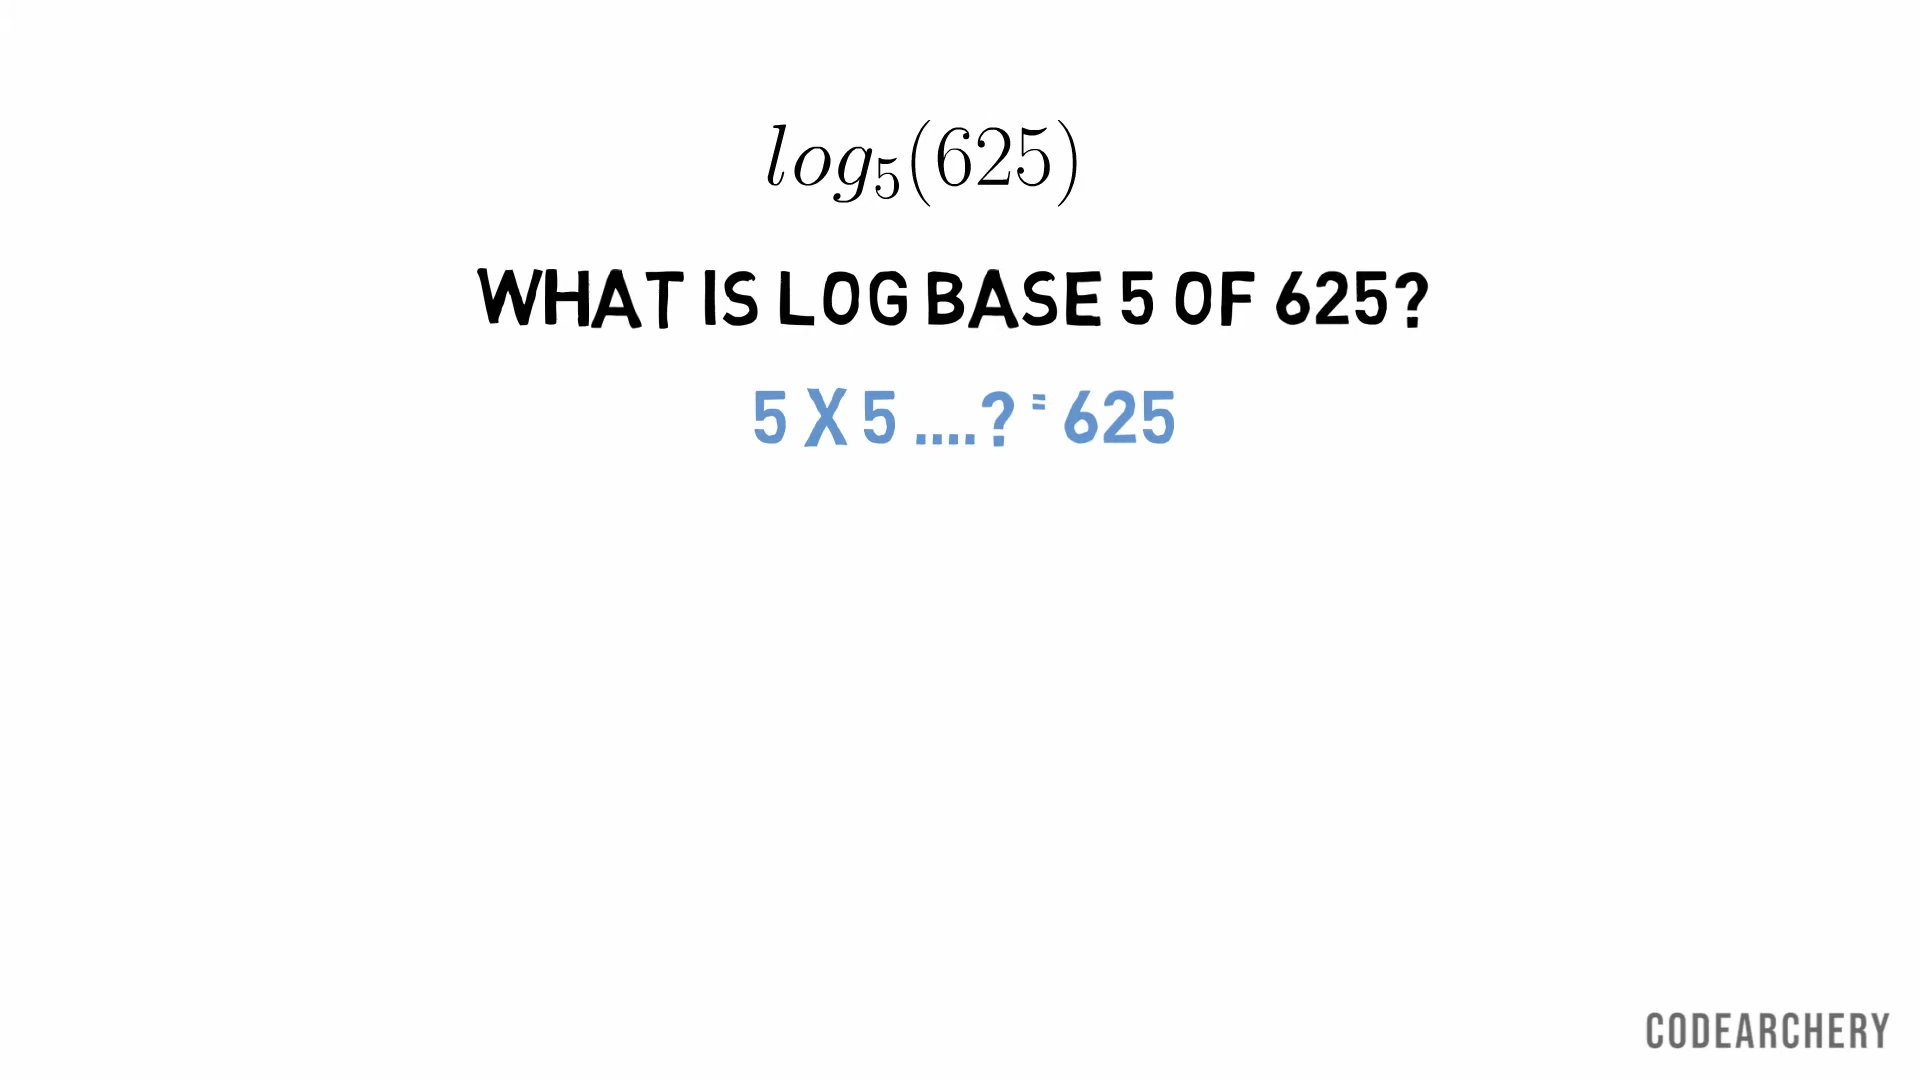 log₅(625)
WHAT IS LOG BASE 5 OF 625?
5 X 5 ....? = 625
CODEARCHERY